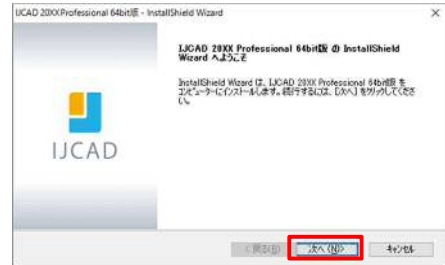 IJCAD 20XXProfessional 64bit版 - InstallShield Wizard
IJCAD 20XX Professional 64bit版 の InstallShield
Wizard へようこそ
InstallShield Wizard は、IJCAD 20XX Professional 64bit版 を
コンピューターにインストールします。続行するには、[次へ] をクリックしてくださ
い。
IJCAD
< 戻る(B)
次へ(N)>
キャンセル